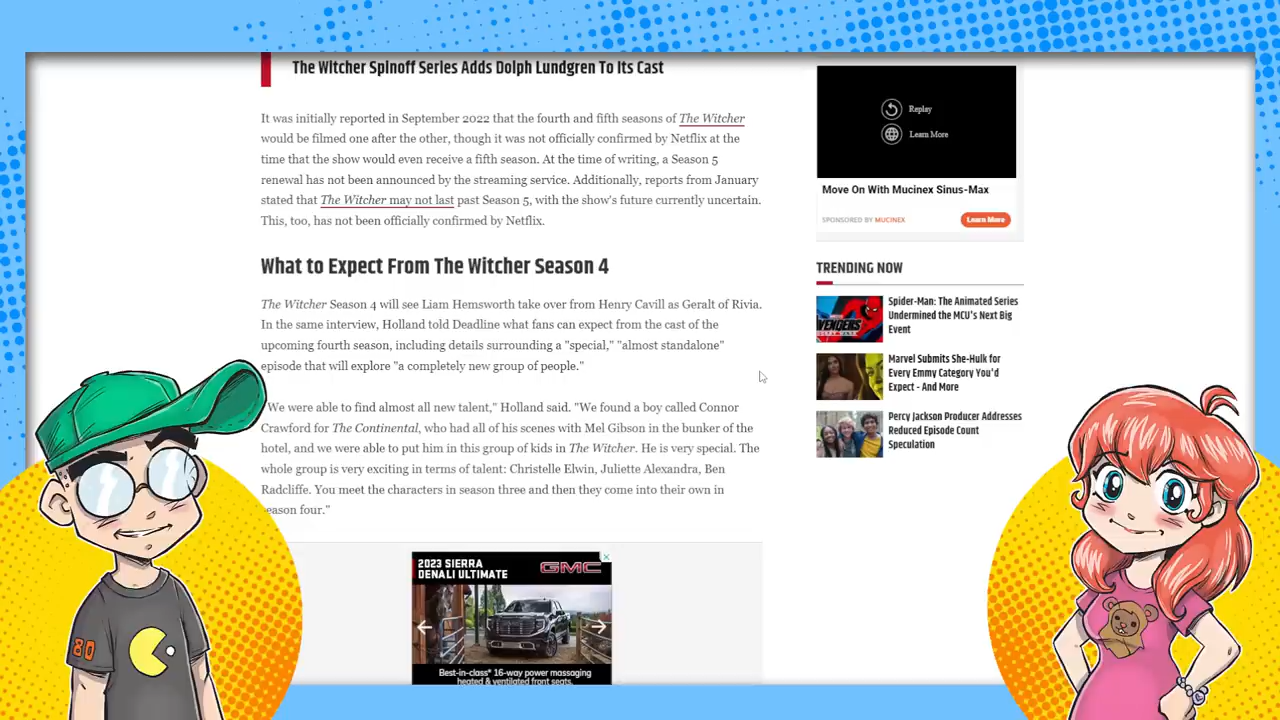 The Witcher Spinoff Series Adds Dolph Lundgren To Its Cast
It was initially reported in September 2022 that the fourth and fifth seasons of The Witcher
would be filmed one after the other, though it was not officially confirmed by Netflix at the
time that the show would even receive a fifth season. At the time of writing, a Season 5
renewal has not been announced by the streaming service. Additionally, reports from January
stated that The Witcher may not last past Season 5, with the show's future currently uncertain.
This, too, has not been officially confirmed by Netflix.
What to Expect From The Witcher Season 4
The Witcher Season 4 will see Liam Hemsworth take over from Henry Cavill as Geralt of Rivia.
In the same interview, Holland told Deadline what fans can expect from the cast of the
upcoming fourth season, including details surrounding a "special," "almost standalone"
episode that will explore "a completely new group of people."
We were able to find almost all new talent," Holland said. "We found a boy called Connor
Crawford for The Continental, who had all of his scenes with Mel Gibson in the bunker of the
hotel, and we were able to put him in this group of kids in The Witcher. He is very special. The
whole group is very exciting in terms of talent: Christelle Elwin, Juliette Alexandra, Ben
Radcliffe. You meet the characters in season three and then they come into their own in
season four."
2023 SIERRA
DENALI ULTIMATE
GMC
Best-in-class* 16-way power massaging
heated & ventilated front seats.
Replay
Learn More
Move On With Mucinex Sinus-Max
SPONSORED BY MUCINEX
Learn More
TRENDING NOW
Spider-Man: The Animated Series
Undermined the MCU's Next Big
Event
Marvel Submits She-Hulk for
Every Emmy Category You'd
Expect - And More
Percy Jackson Producer Addresses
Reduced Episode Count
Speculation
80